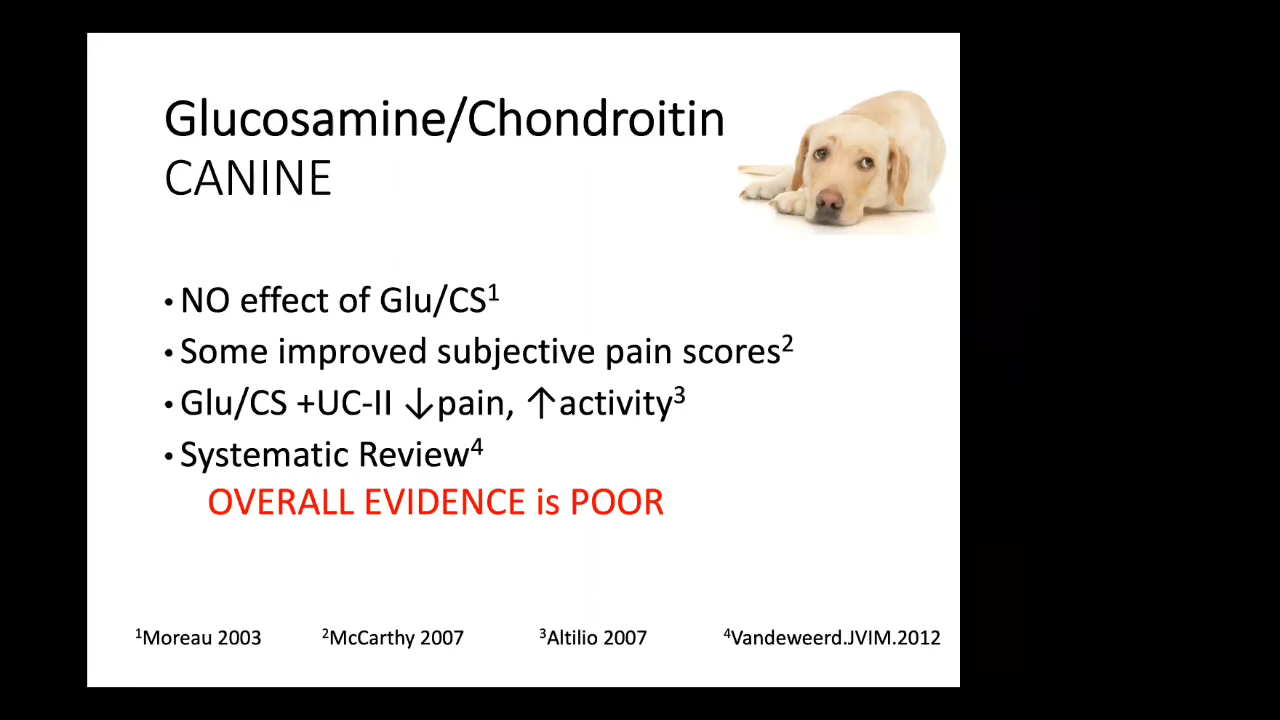 Glucosamine/Chondroitin
CANINE
• NO effect of Glu/CS¹
• Some improved subjective pain scores²
• Glu/CS +UC-II ↓pain, ↑activity³
• Systematic Review⁴
OVERALL EVIDENCE is POOR
¹Moreau 2003 ²McCarthy 2007 ³Altilio 2007 ⁴Vandeweerd.JVIM.2012